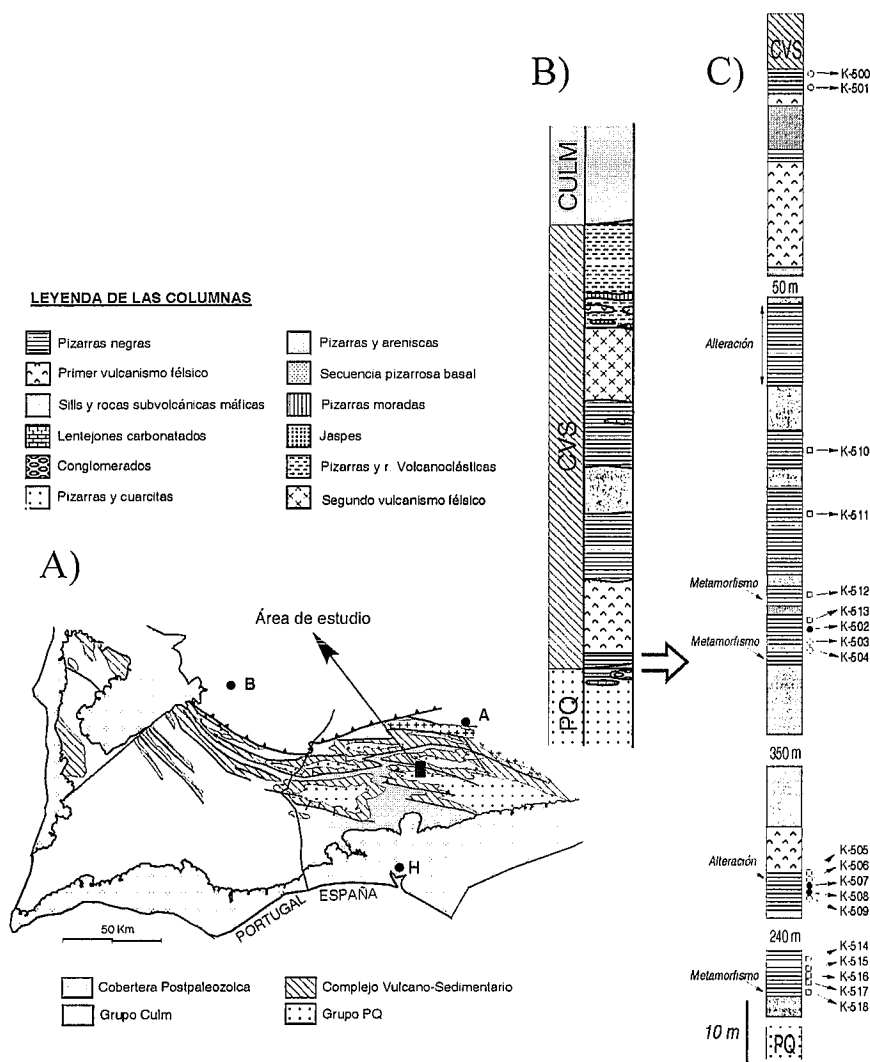 B)
C)
CULM
CVS
PQ
CVS
K-500
K-501
50 m
Alteración
K-510
K-511
Metamorfismo
K-512
K-513
K-502
Metamorfismo
K-503
K-504
350 m
Alteración
K-505
K-506
K-507
K-508
K-509
240 m
K-514
K-515
Metamorfismo
K-516
K-517
K-518
10 m
PQ
LEYENDA DE LAS COLUMNAS
Pizarras negras
Primer vulcanismo félsico
Sills y rocas subvolcánicas máficas
Lentejones carbonatados
Conglomerados
Pizarras y cuarcitas
Pizarras y areniscas
Secuencia pizarrosa basal
Pizarras moradas
Jaspes
Pizarras y r. Volcanoclásticas
Segundo vulcanismo félsico
A)
Área de estudio
B
A
H
PORTUGAL
ESPAÑA
50 Km
Cobertera Postpaleozolca
Grupo Culm
Complejo Vulcano-Sedimentario
Grupo PQ